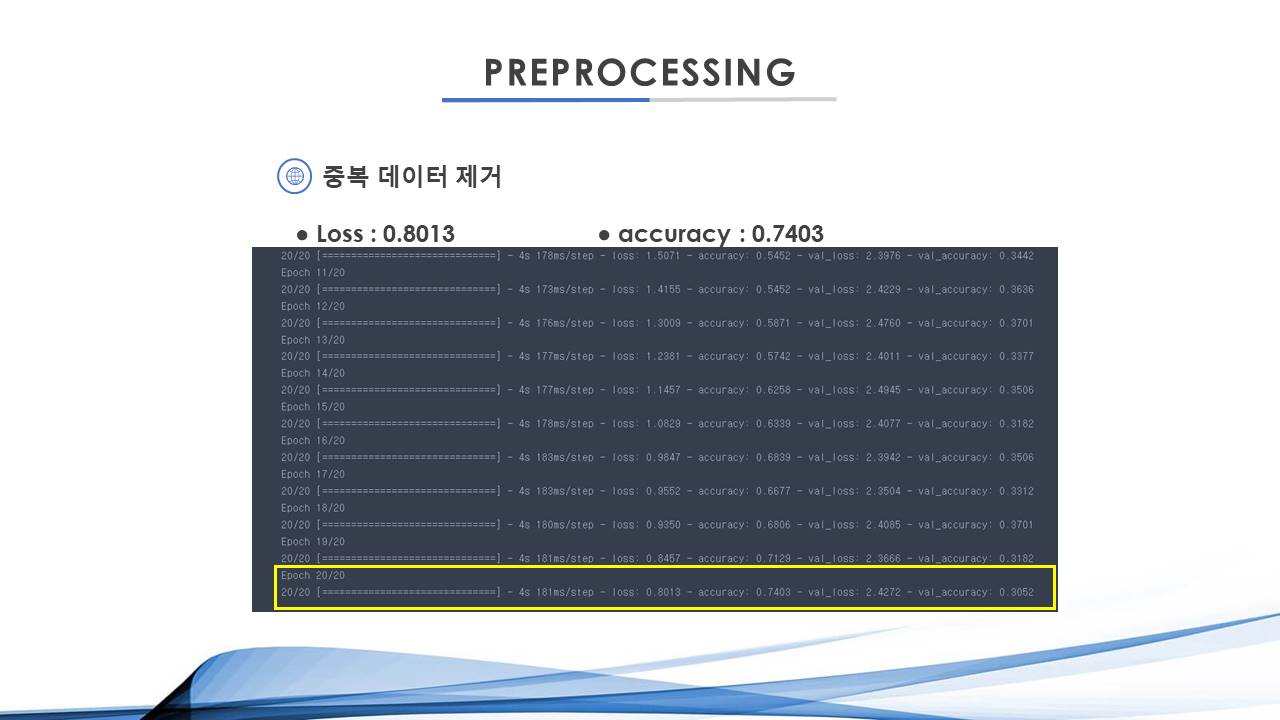 PREPROCESSING
중복 데이터 제거
● Loss : 0.8013
● accuracy : 0.7403
20/20 [==============================] - 4s 178ms/step - loss: 1.5071 - accuracy: 0.5452 - val_loss: 2.3976 - val_accuracy: 0.3442
Epoch 11/20
20/20 [==============================] - 4s 173ms/step - loss: 1.4155 - accuracy: 0.5452 - val_loss: 2.4229 - val_accuracy: 0.3636
Epoch 12/20
20/20 [==============================] - 4s 176ms/step - loss: 1.3009 - accuracy: 0.5871 - val_loss: 2.4760 - val_accuracy: 0.3701
Epoch 13/20
20/20 [==============================] - 4s 177ms/step - loss: 1.2381 - accuracy: 0.5742 - val_loss: 2.4011 - val_accuracy: 0.3377
Epoch 14/20
20/20 [==============================] - 4s 177ms/step - loss: 1.1457 - accuracy: 0.6258 - val_loss: 2.4945 - val_accuracy: 0.3506
Epoch 15/20
20/20 [==============================] - 4s 178ms/step - loss: 1.0829 - accuracy: 0.6339 - val_loss: 2.4077 - val_accuracy: 0.3182
Epoch 16/20
20/20 [==============================] - 4s 183ms/step - loss: 0.9847 - accuracy: 0.6839 - val_loss: 2.3942 - val_accuracy: 0.3506
Epoch 17/20
20/20 [==============================] - 4s 183ms/step - loss: 0.9552 - accuracy: 0.6677 - val_loss: 2.3504 - val_accuracy: 0.3312
Epoch 18/20
20/20 [==============================] - 4s 180ms/step - loss: 0.9350 - accuracy: 0.6806 - val_loss: 2.4085 - val_accuracy: 0.3701
Epoch 19/20
20/20 [==============================] - 4s 181ms/step - loss: 0.8457 - accuracy: 0.7129 - val_loss: 2.3666 - val_accuracy: 0.3182
Epoch 20/20
20/20 [==============================] - 4s 181ms/step - loss: 0.8013 - accuracy: 0.7403 - val_loss: 2.4272 - val_accuracy: 0.3052